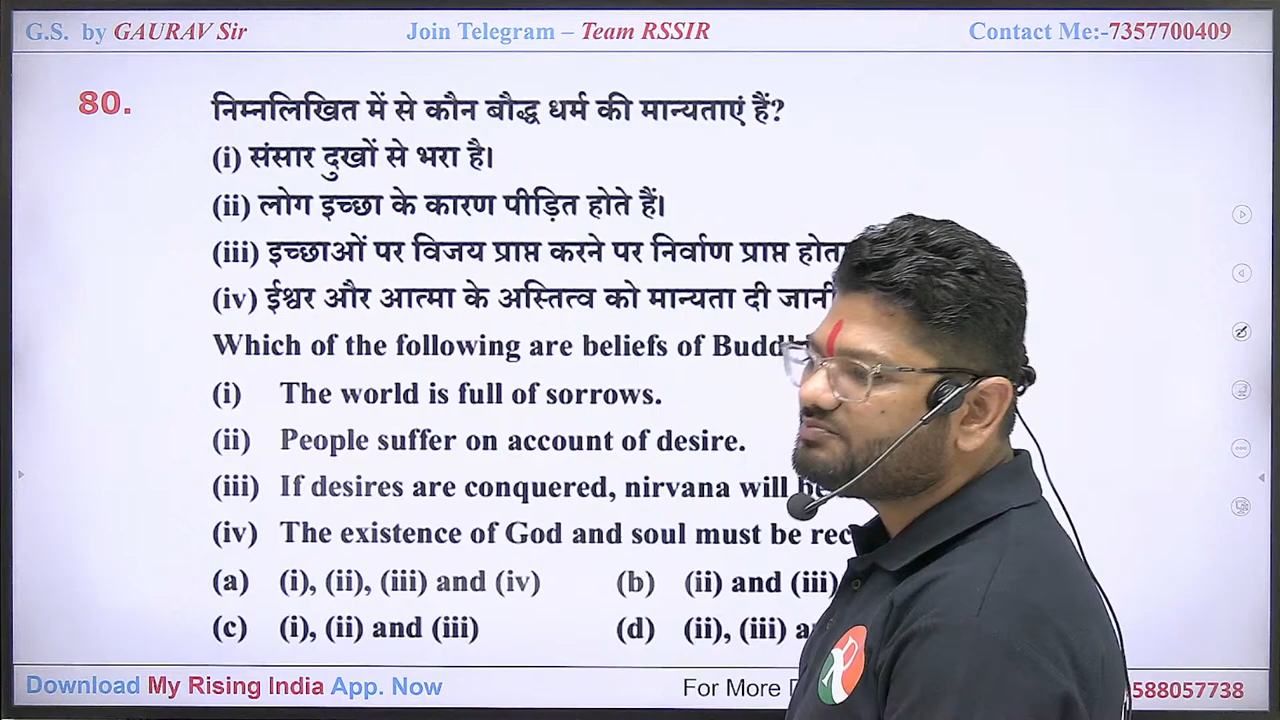 G.S. by GAURAV Sir
Join Telegram – Team RSSIR
Contact Me:-7357700409
80.
निम्नलिखित में से कौन बौद्ध धर्म की मान्यताएं हैं?
(i) संसार दुखों से भरा है।
(ii) लोग इच्छा के कारण पीड़ित होते हैं।
(iii) इच्छाओं पर विजय प्राप्त करने पर निर्वाण प्राप्त
(iv) ईश्वर और आत्मा के अस्तित्व को मान्यता दी
Which of the following are beliefs of
(i) The world is full of sorrows.
(ii) People suffer on account of desire.
(iii) If desires are conquered, nirvana will
(iv) The existence of God and soul must be
(a) (i), (ii), (iii) and (iv) (b) (ii) and (iii)
(c) (i), (ii) and (iii) (d) (ii), (iii)
Download My Rising India App. Now
For More
588057738